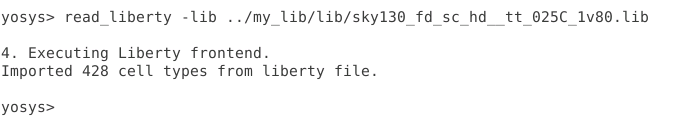 yosys> read_liberty -lib ../my_lib/lib/sky130_fd_sc_hd__tt_025C_1v80.lib
4. Executing Liberty frontend.
Imported 428 cell types from liberty file.
yosys>